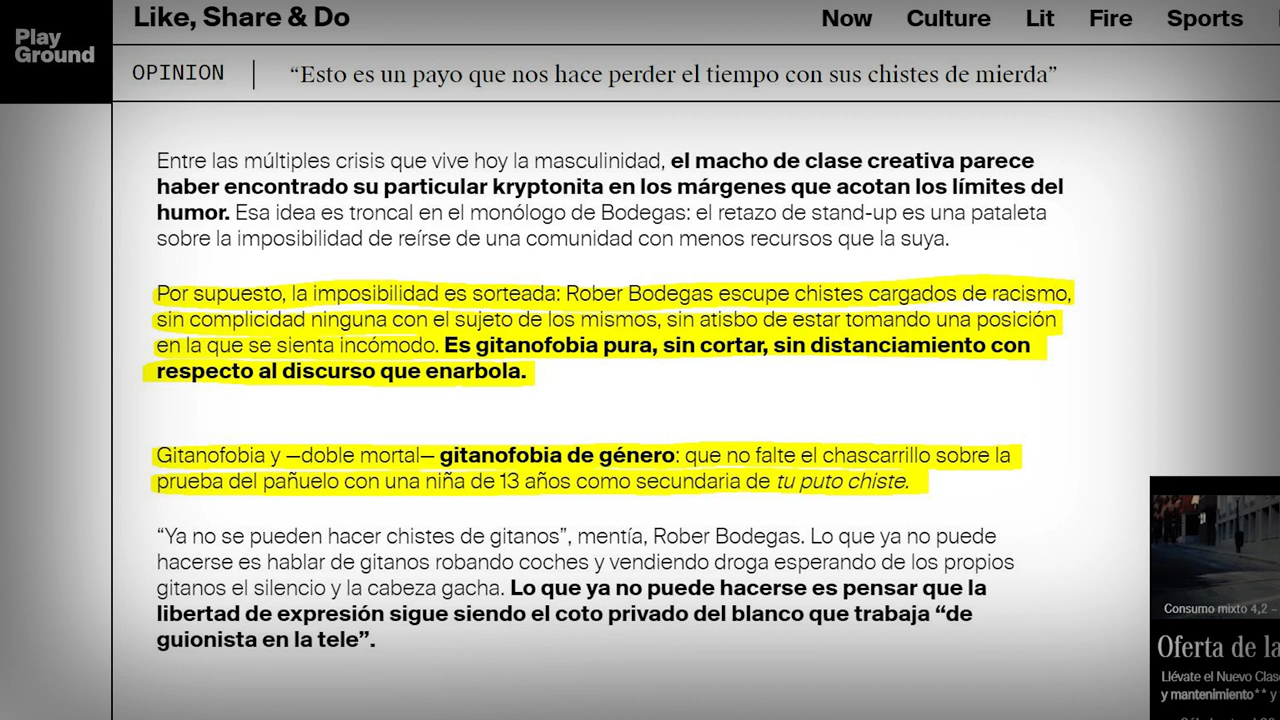 Play
Ground
Like, Share & Do
Now Culture Lit Fire Sports
OPINION “Esto es un payo que nos hace perder el tiempo con sus chistes de mierda”
Entre las múltiples crisis que vive hoy la masculinidad, el macho de clase creativa parece
haber encontrado su particular kryptonita en los márgenes que acotan los límites del
humor. Esa idea es troncal en el monólogo de Bodegas: el retazo de stand-up es una pataleta
sobre la imposibilidad de reírse de una comunidad con menos recursos que la suya.
Por supuesto, la imposibilidad es sorteada: Rober Bodegas escupe chistes cargados de racismo,
sin complicidad ninguna con el sujeto de los mismos, sin atisbo de estar tomando una posición
en la que se sienta incómodo. Es gitanofobia pura, sin cortar, sin distanciamiento con
respecto al discurso que enarbola.
Gitanofobia y —doble mortal— gitanofobia de género: que no falte el chascarrillo sobre la
prueba del pañuelo con una niña de 13 años como secundaria de tu puto chiste.
“Ya no se pueden hacer chistes de gitanos”, mentía, Rober Bodegas. Lo que ya no puede
hacerse es hablar de gitanos robando coches y vendiendo droga esperando de los propios
gitanos el silencio y la cabeza gacha. Lo que ya no puede hacerse es pensar que la
libertad de expresión sigue siendo el coto privado del blanco que trabaja “de
guionista en la tele”.
Consumo mixto 4,2 –
Oferta de la
Llévate el Nuevo Clas
y mantenimiento** y